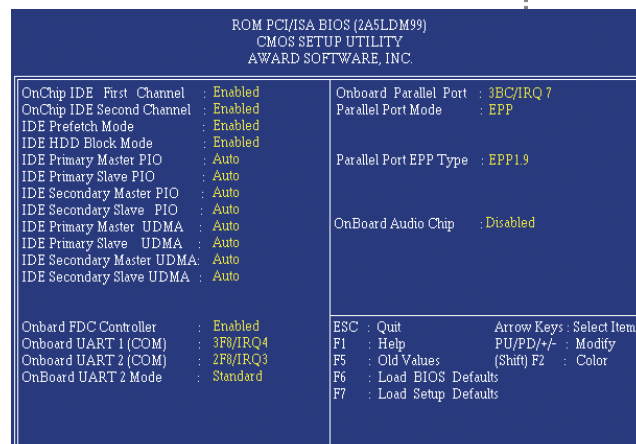 ROM PCI/ISA BIOS (2A5LDM99)
CMOS SETUP UTILITY
AWARD SOFTWARE, INC.
OnChip IDE First Channel : Enabled
OnChip IDE Second Channel : Enabled
IDE Prefetch Mode : Enabled
IDE HDD Block Mode : Enabled
IDE Primary Master PIO : Auto
IDE Primary Slave PIO : Auto
IDE Secondary Master PIO : Auto
IDE Secondary Slave PIO : Auto
IDE Primary Master UDMA : Auto
IDE Primary Slave UDMA : Auto
IDE Secondary Master UDMA: Auto
IDE Secondary Slave UDMA : Auto
Onbard FDC Controller : Enabled
Onboard UART 1 (COM) : 3F8/IRQ4
Onboard UART 2 (COM) : 2F8/IRQ3
OnBoard UART 2 Mode : Standard
Onboard Parallel Port : 3BC/IRQ 7
Parallel Port Mode : EPP
Parallel Port EPP Type : EPP1.9
OnBoard Audio Chip : Disabled
ESC : Quit Arrow Keys : Select Item
F1 : Help PU/PD/+/- : Modify
F5 : Old Values (Shift) F2 : Color
F6 : Load BIOS Defaults
F7 : Load Setup Defaults